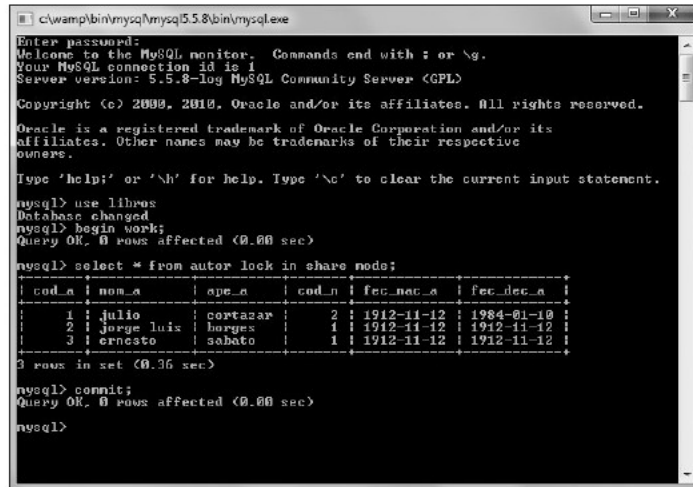 c:\wamp\bin\mysql\mysql5.5.8\bin\mysql.exe
Enter password:
Welcome to the MySQL monitor.  Commands end with ; or \g.
Your MySQL connection id is 1
Server version: 5.5.8-log MySQL Community Server (GPL)
Copyright (c) 2000, 2010, Oracle and/or its affiliates. All rights reserved.
Oracle is a registered trademark of Oracle Corporation and/or its
affiliates. Other names may be trademarks of their respective
owners.
Type 'help;' or '\h' for help. Type '\c' to clear the current input statement.
mysql> use libros
Database changed
mysql> begin work;
Query OK, 0 rows affected (0.00 sec)
mysql> select * from autor lock in share mode;
+-------+------------+----------+-------+------------+------------+
| cod_a | nom_a      | ape_a    | cod_n | fec_nac_a  | fec_dec_a  |
+-------+------------+----------+-------+------------+------------+
|     1 | julio      | cortazar |     2 | 1912-11-12 | 1984-01-10 |
|     2 | jorge luis | borges   |     1 | 1912-11-12 | 1912-11-12 |
|     3 | ernesto    | sabato   |     1 | 1912-11-12 | 1912-11-12 |
+-------+------------+----------+-------+------------+------------+
3 rows in set (0.36 sec)
mysql> commit;
Query OK, 0 rows affected (0.00 sec)
mysql>